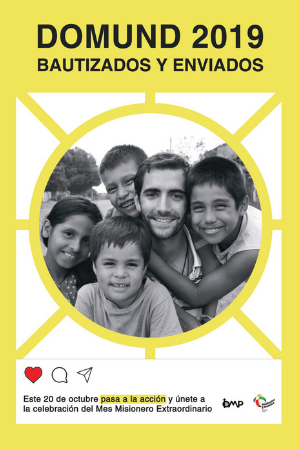 DOMUND 2019
BAUTIZADOS Y ENVIADOS
Este 20 de octubre pasa a la acción y únete a
la celebración del Mes Misionero Extraordinario
OMP